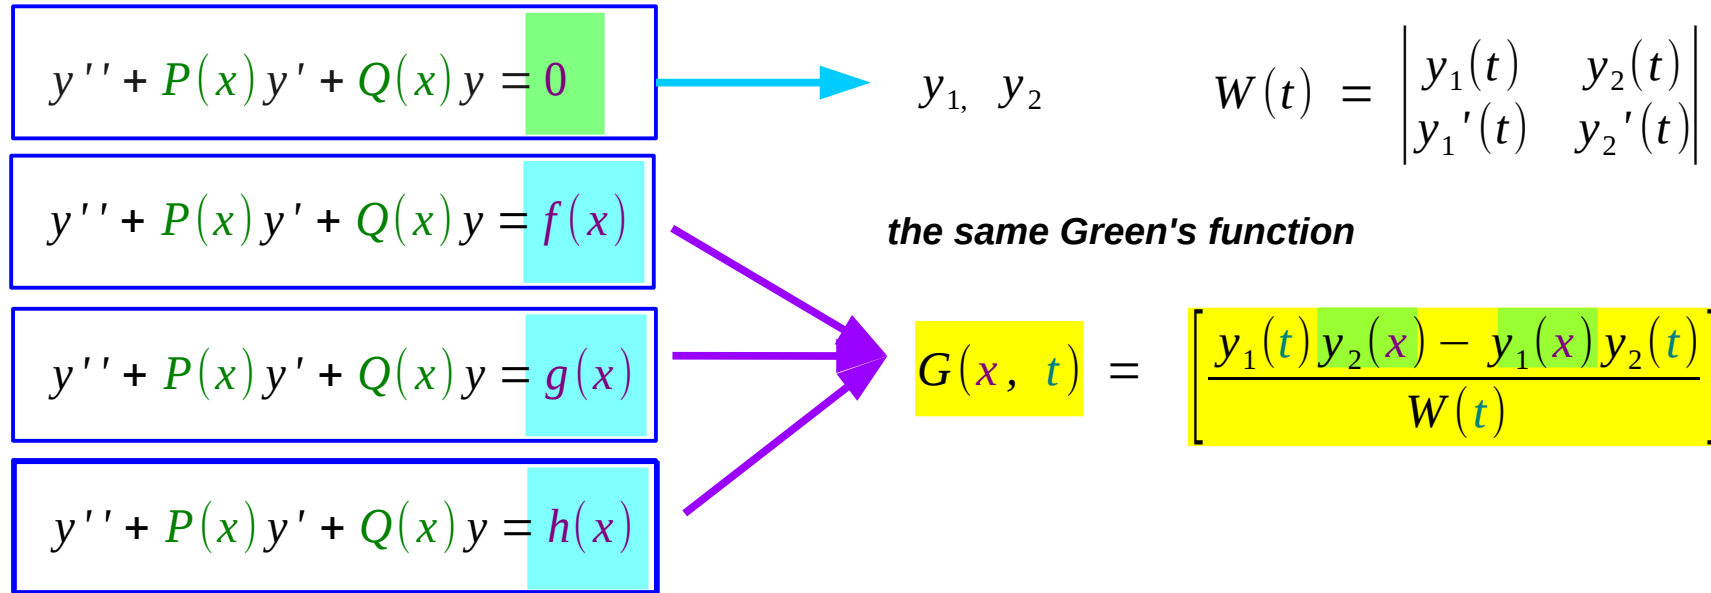 y'' + P(x) y' + Q(x) y = 0
y₁, y₂
W(t) = | y₁(t) y₂(t) |
| y₁'(t) y₂'(t) |
y'' + P(x) y' + Q(x) y = f(x)
the same Green's function
y'' + P(x) y' + Q(x) y = g(x)
G(x, t) = [ y₁(t) y₂(x) − y₁(x) y₂(t)
W(t) ]
y'' + P(x) y' + Q(x) y = h(x)